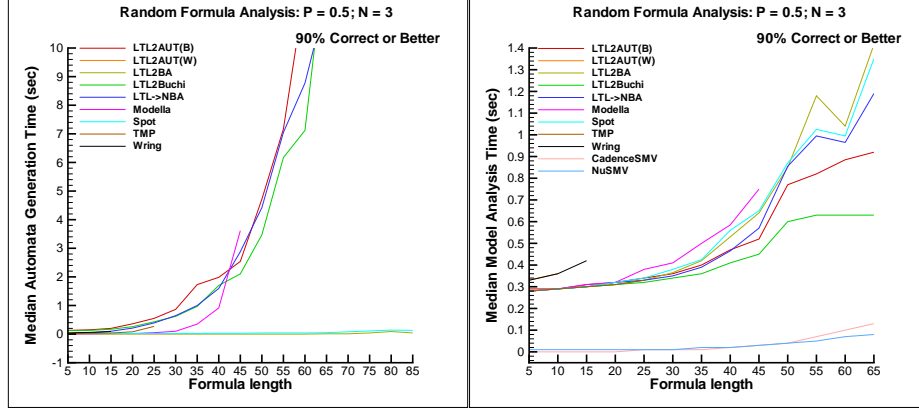 Random Formula Analysis: P = 0.5; N = 3
90% Correct or Better
LTL2AUT(B)
LTL2AUT(W)
LTL2BA
LTL2Buchi
LTL->NBA
Modella
Spot
TMP
Wring
Median Automata Generation Time (sec)
10
9
8
7
6
5
4
3
2
1
0
-1
5 10 15 20 25 30 35 40 45 50 55 60 65 70 75 80 85
Formula length
Random Formula Analysis: P = 0.5; N = 3
90% Correct or Better
LTL2AUT(B)
LTL2AUT(W)
LTL2BA
LTL2Buchi
LTL->NBA
Modella
Spot
TMP
Wring
CadenceSMV
NuSMV
Median Model Analysis Time (sec)
1.4
1.3
1.2
1.1
1
0.9
0.8
0.7
0.6
0.5
0.4
0.3
0.2
0.1
0
5 10 15 20 25 30 35 40 45 50 55 60 65
Formula length